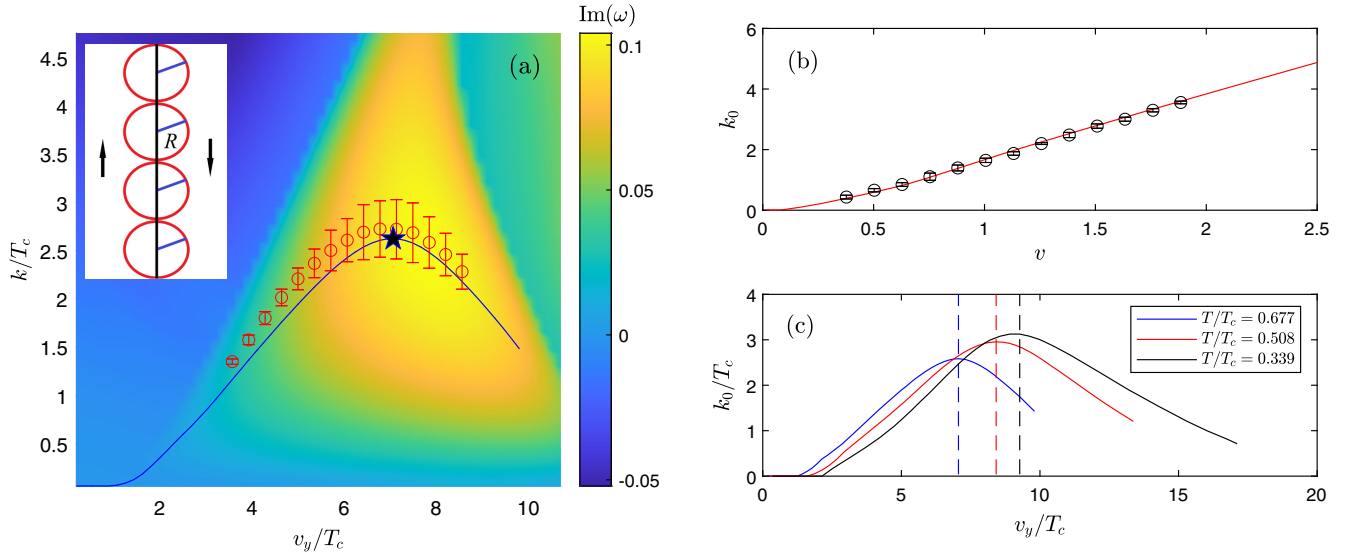 Im(ω)
(a)
R
4.5
4
3.5
3
2.5
2
1.5
1
0.5
k/T_c
2
4
6
8
10
v_y/T_c
0.1
0.05
0
-0.05
(b)
6
4
2
0
k_0
0
0.5
1
1.5
2
2.5
v
(c)
4
3
2
1
0
k_0/T_c
T/T_c = 0.677
T/T_c = 0.508
T/T_c = 0.339
0
5
10
15
20
v_y/T_c